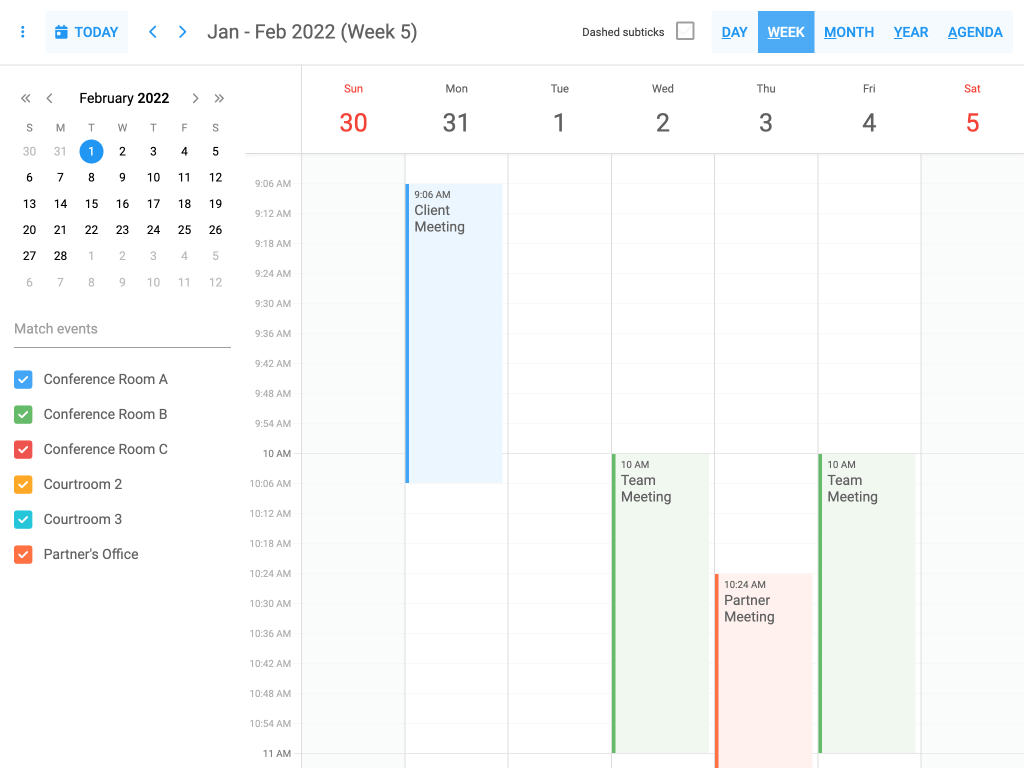 TODAY
Jan - Feb 2022 (Week 5)
Dashed subticks
DAY
WEEK
MONTH
YEAR
AGENDA
February 2022
S M T W T F S
30 31 1 2 3 4 5
6 7 8 9 10 11 12
13 14 15 16 17 18 19
20 21 22 23 24 25 26
27 28 1 2 3 4 5
6 7 8 9 10 11 12
Match events
Conference Room A
Conference Room B
Conference Room C
Courtroom 2
Courtroom 3
Partner's Office
Sun Mon Tue Wed Thu Fri Sat
30 31 1 2 3 4 5
9:06 AM
9:12 AM
9:18 AM
9:24 AM
9:30 AM
9:36 AM
9:42 AM
9:48 AM
9:54 AM
10 AM
10:06 AM
10:12 AM
10:18 AM
10:24 AM
10:30 AM
10:36 AM
10:42 AM
10:48 AM
10:54 AM
11 AM
9:06 AM
Client
Meeting
10 AM
Team
Meeting
10:24 AM
Partner
Meeting
10 AM
Team
Meeting